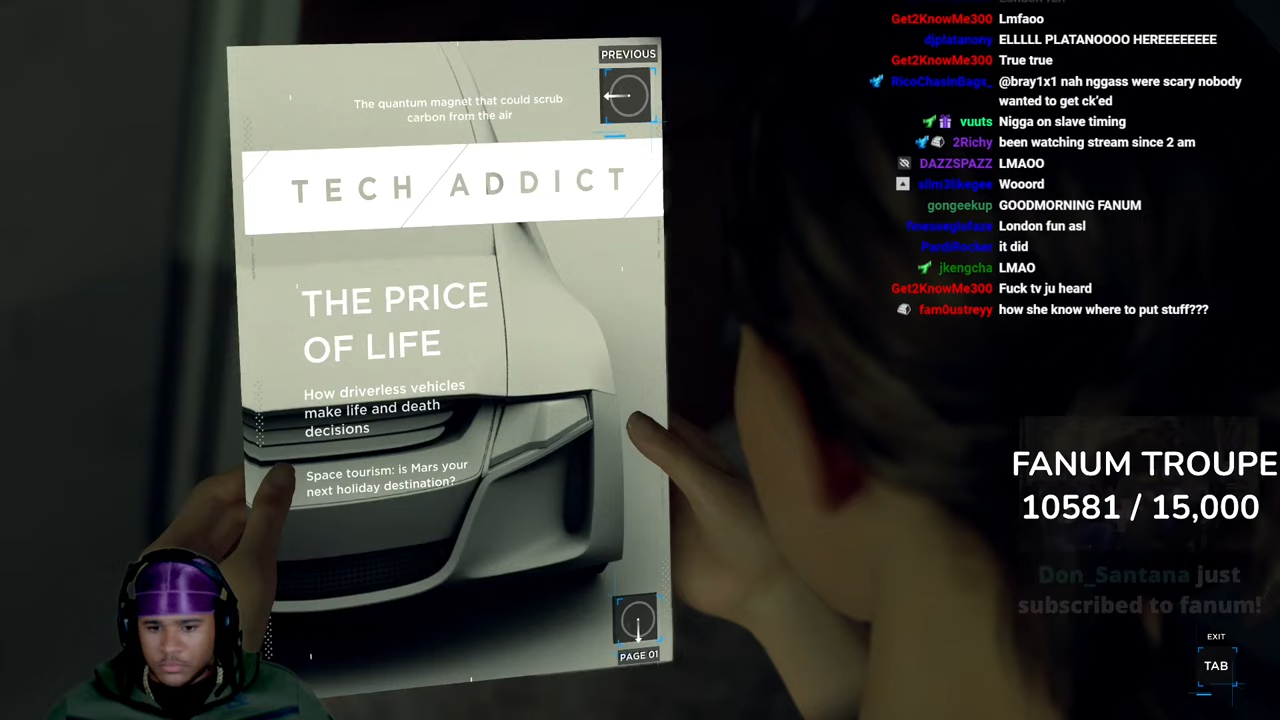 PREVIOUS
The quantum magnet that could scrub
carbon from the air
TECH ADDICT
THE PRICE
OF LIFE
How driverless vehicles
make life and death
decisions
Space tourism: is Mars your
next holiday destination?
PAGE 01
Get2KnowMe300 Lmfaoo
djplatanony ELLLLL PLATANOOOO HEREEEEEEEE
Get2KnowMe300 True true
RicoChasinBags_ @bray1x1 nah nggass were scary nobody
wanted to get ck'ed
vuuts Nigga on slave timing
2Richy been watching stream since 2 am
DAZZSPAZZ LMAOO
Wooord
gongeekup GOODMORNING FANUM
London fun asl
it did
jkengcha LMAO
Get2KnowMe300 Fuck tv ju heard
fam0ustreyy how she know where to put stuff???
FANUM TROUPE
10581 / 15,000
Don_Santana just
subscribed to fanum!
EXIT
TAB